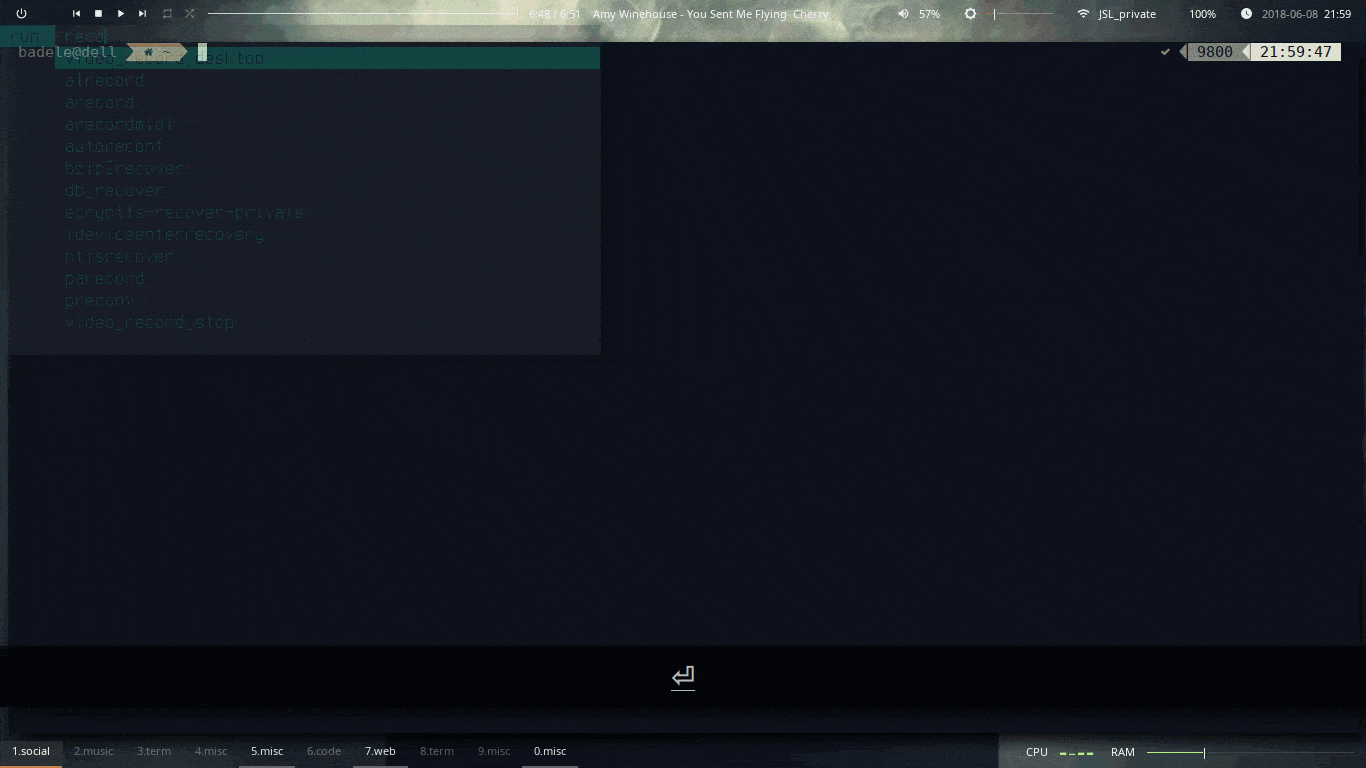 6:48 / 6:51 Amy Winehouse - You Sent Me Flying Cherry 57% JSL_private 100% 2018-06-08 21:59
run reco
badele@dell ~ 9800 21:59:47
video_record_desktop
alrecord
arecord
arecordmidi
autoreconf
bcip2recover
db_recover
ecryptfs-recover-private
ideviceenterrecovery
ntfsrecover
parecord
preconv
video_record_stop
1.social 2.music 3.term 4.misc 5.misc 6.code 7.web 8.term 9.misc 0.misc CPU RAM